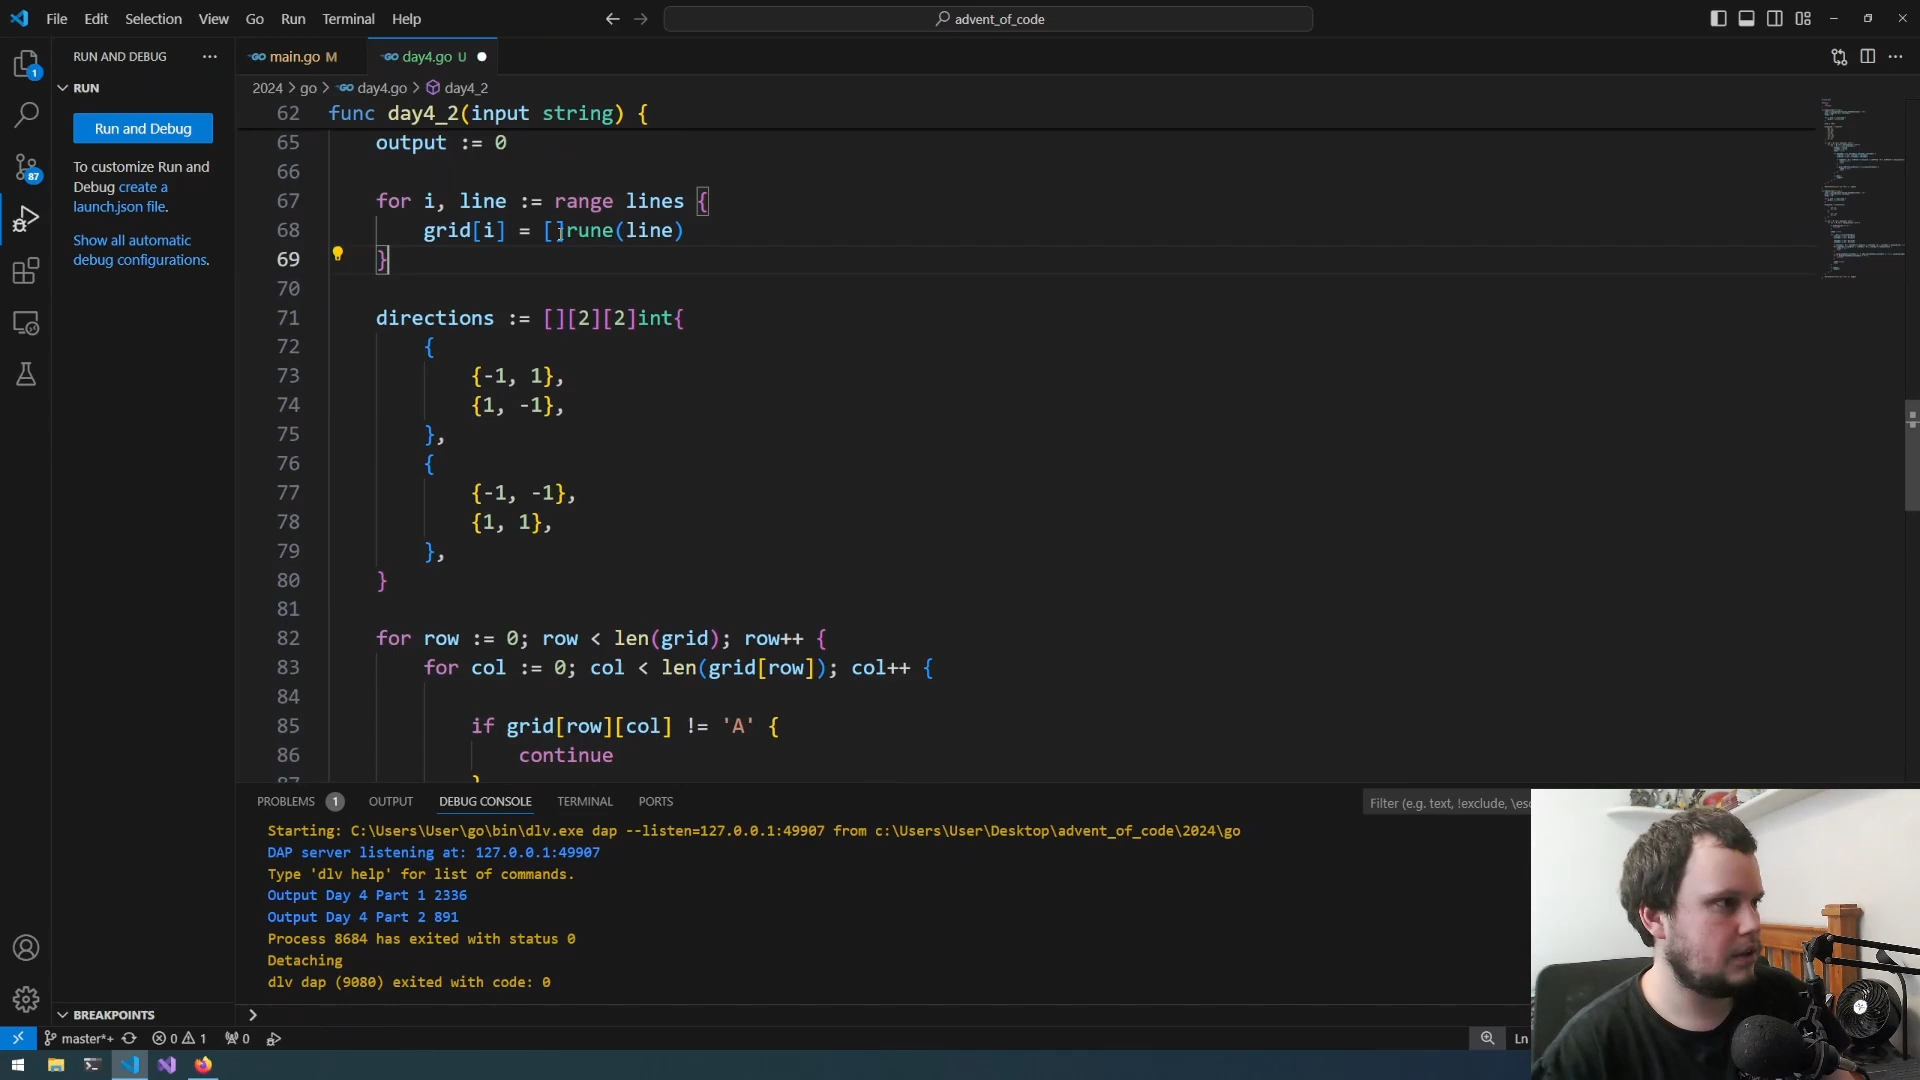 File Edit Selection View Go Run Terminal Help
advent_of_code
RUN AND DEBUG
main.go M
day4.go U
RUN
2024 > go > day4.go > day4_2
Run and Debug
To customize Run and
Debug create a
launch.json file.
Show all automatic
debug configurations.
1
87
62 func day4_2(input string) {
65 output := 0
66
67 for i, line := range lines {
68 grid[i] = []rune(line)
69 }
70
71 directions := [][2][2]int{
72 {
73 {-1, 1},
74 {1, -1},
75 },
76 {
77 {-1, -1},
78 {1, 1},
79 },
80 }
81
82 for row := 0; row < len(grid); row++ {
83 for col := 0; col < len(grid[row]); col++ {
84
85 if grid[row][col] != 'A' {
86 continue
87 }
PROBLEMS 1 OUTPUT DEBUG CONSOLE TERMINAL PORTS
Filter (e.g. text, !exclude, \esc
Starting: C:\Users\User\go\bin\dlv.exe dap --listen=127.0.0.1:49907 from c:\Users\User\Desktop\advent_of_code\2024\go
DAP server listening at: 127.0.0.1:49907
Type 'dlv help' for list of commands.
Output Day 4 Part 1 2336
Output Day 4 Part 2 891
Process 8684 has exited with status 0
Detaching
dlv dap (9080) exited with code: 0
BREAKPOINTS
>
master*+ 0 1 0
Ln